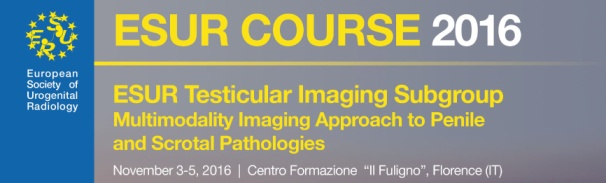 ESUR
European
Society of
Urogenital
Radiology
ESUR COURSE 2016
ESUR Testicular Imaging Subgroup
Multimodality Imaging Approach to Penile
and Scrotal Pathologies
November 3-5, 2016 | Centro Formazione "Il Fuligno", Florence (IT)